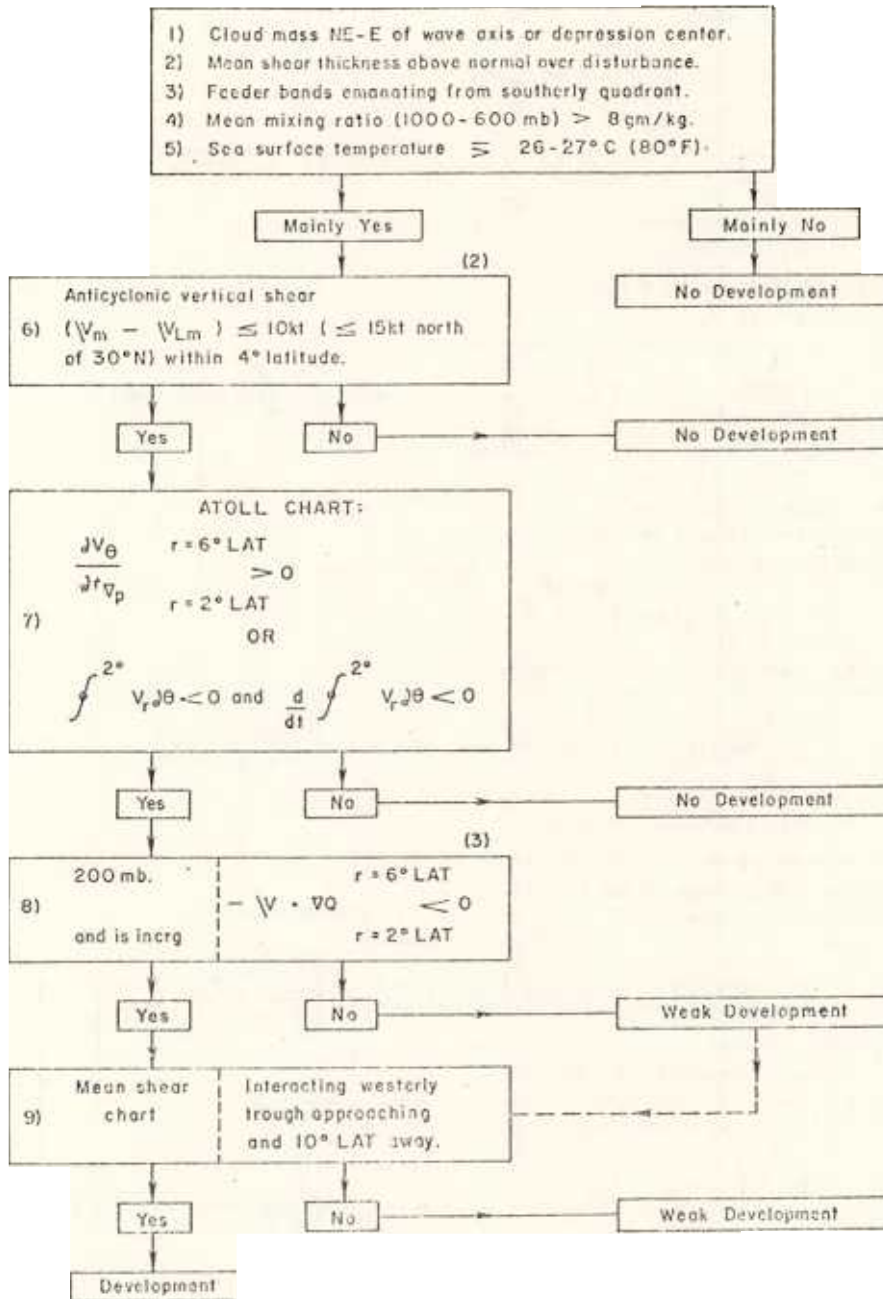 1) Cloud mass NE-E of wave axis or depression center.
2) Mean shear thickness above normal over disturbance.
3) Feeder bands emanating from southerly quadrant.
4) Mean mixing ratio (1000-600 mb) > 8 gm/kg.
5) Sea surface temperature ≧ 26-27°C (80°F).
Mainly Yes
Mainly No
(2)
No Development
Anticyclonic vertical shear
6) (\V_m - \V_Lm) ≤ 10kt (≤ 15kt north
of 30°N) within 4° latitude.
Yes
No
No Development
ATOLL CHART:
7)
∂V_θ r = 6° LAT
> 0
∂t_∇p
r = 2° LAT
OR
∮^2° V_r ∂θ < 0 and d/dt ∮^2° V_r ∂θ < 0
Yes
No
No Development
(3)
200 mb. r = 6° LAT
8) - \V • ∇Q < 0
and is incrg r = 2° LAT
Yes
No
Weak Development
Mean shear Interacting westerly
9) chart trough approaching
and 10° LAT away.
Yes
No
Weak Development
Development